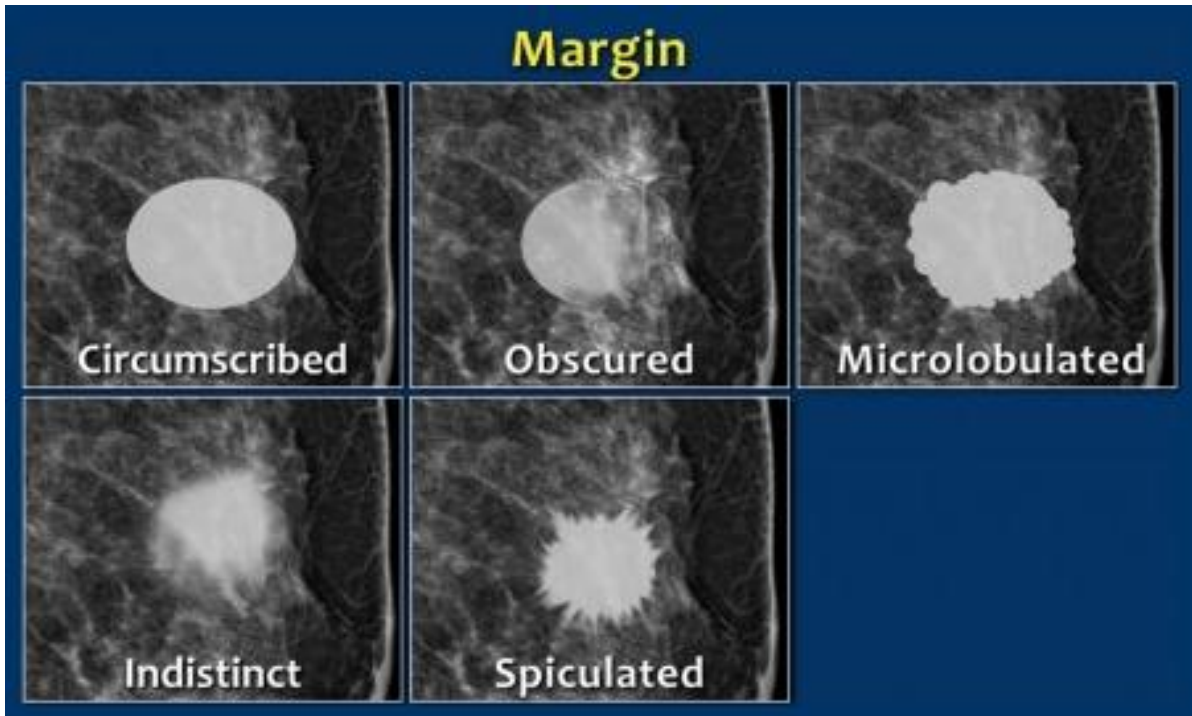 Margin
Circumscribed
Obscured
Microlobulated
Indistinct
Spiculated